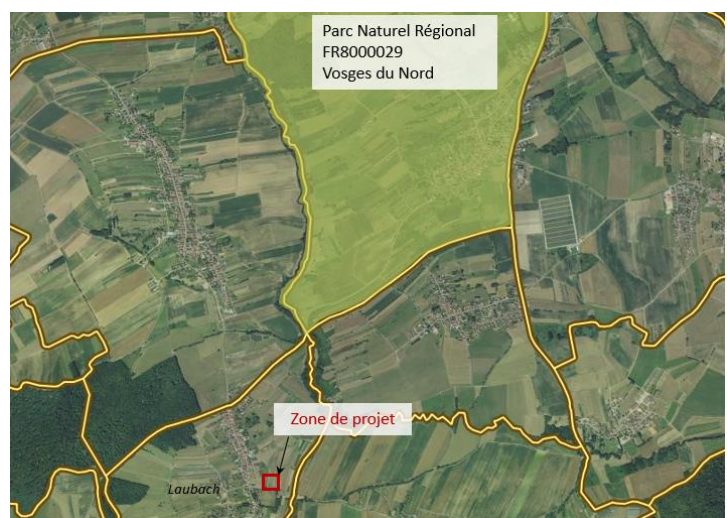 Parc Naturel Régional
FR8000029
Vosges du Nord
Zone de projet
Laubach